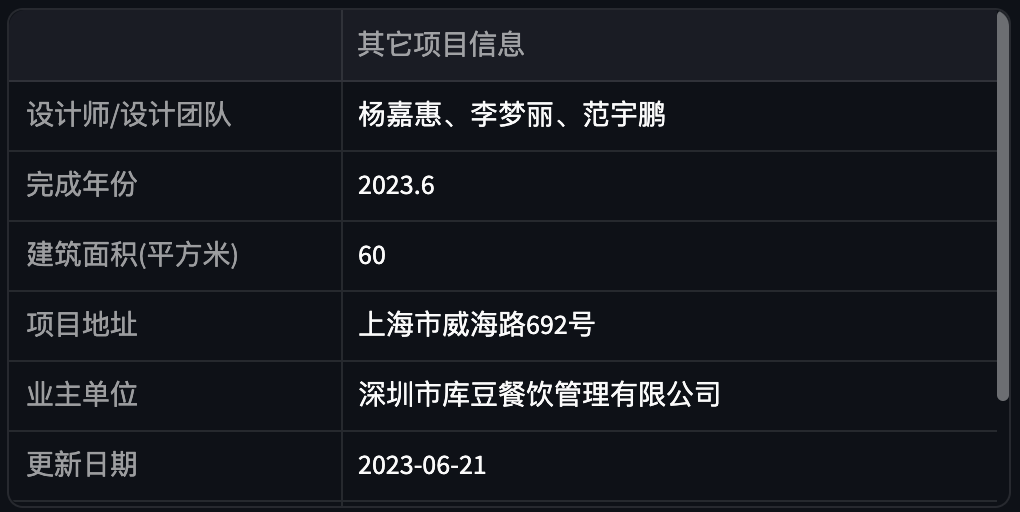 其它项目信息
设计师/设计团队 杨嘉惠、李梦丽、范宇鹏
完成年份 2023.6
建筑面积(平方米) 60
项目地址 上海市威海路692号
业主单位 深圳市库豆餐饮管理有限公司
更新日期 2023-06-21